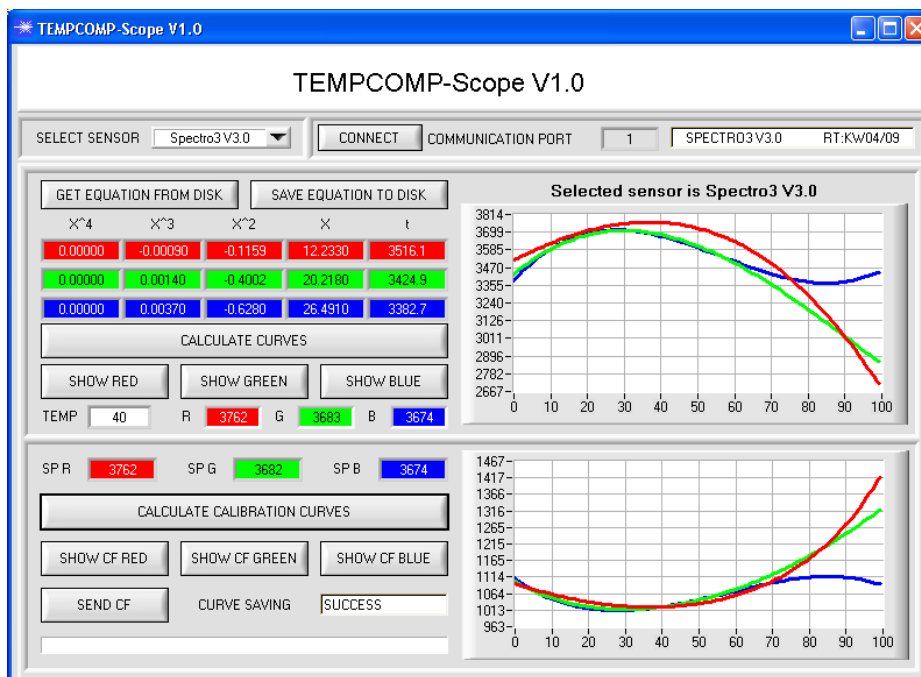 TEMPCOMP-Scope V1.0
TEMPCOMP-Scope V1.0
SELECT SENSOR Spectro3 V3.0 CONNECT COMMUNICATION PORT 1 SPECTRO3 V3.0 RT:KW04/09
GET EQUATION FROM DISK SAVE EQUATION TO DISK
X^4 X^3 X^2 X t
0.00000 -0.00090 -0.1159 12.2330 3516.1
0.00000 0.00140 -0.4002 20.2180 3424.9
0.00000 0.00370 -0.6280 26.4910 3382.7
CALCULATE CURVES
SHOW RED SHOW GREEN SHOW BLUE
TEMP 40 R 3762 G 3683 B 3674
Selected sensor is Spectro3 V3.0
3814
3699
3585
3470
3355
3240
3126
3011
2896
2782
2667
0 10 20 30 40 50 60 70 80 90 100
SP R 3762 SP G 3682 SP B 3674
CALCULATE CALIBRATION CURVES
SHOW CF RED SHOW CF GREEN SHOW CF BLUE
SEND CF CURVE SAVING SUCCESS
1467
1417
1366
1316
1265
1215
1165
1114
1064
1013
963
0 10 20 30 40 50 60 70 80 90 100